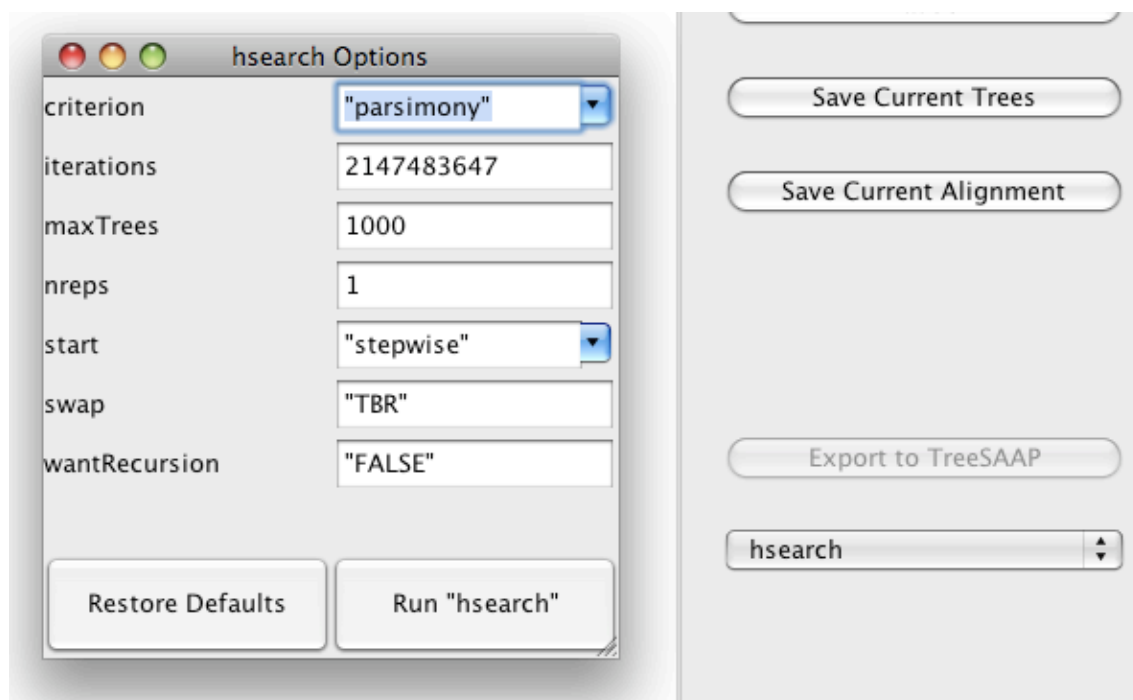 hsearch Options
criterion "parsimony"
iterations 2147483647
maxTrees 1000
nreps 1
start "stepwise"
swap "TBR"
wantRecursion "FALSE"
Restore Defaults Run "hsearch"
Save Current Trees
Save Current Alignment
Export to TreeSAAP
hsearch